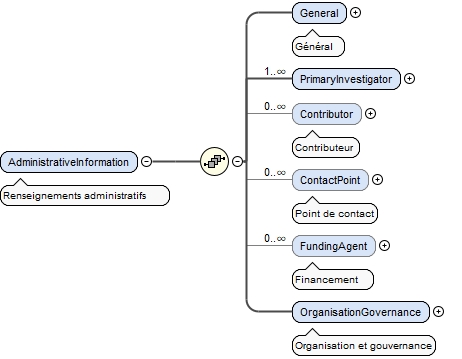 General
Général
1..∞
PrimaryInvestigator
0..∞
Contributor
Contributeur
AdministrativeInformation
Renseignements administratifs
0..∞
ContactPoint
Point de contact
0..∞
FundingAgent
Financement
OrganisationGovernance
Organisation et gouvernance